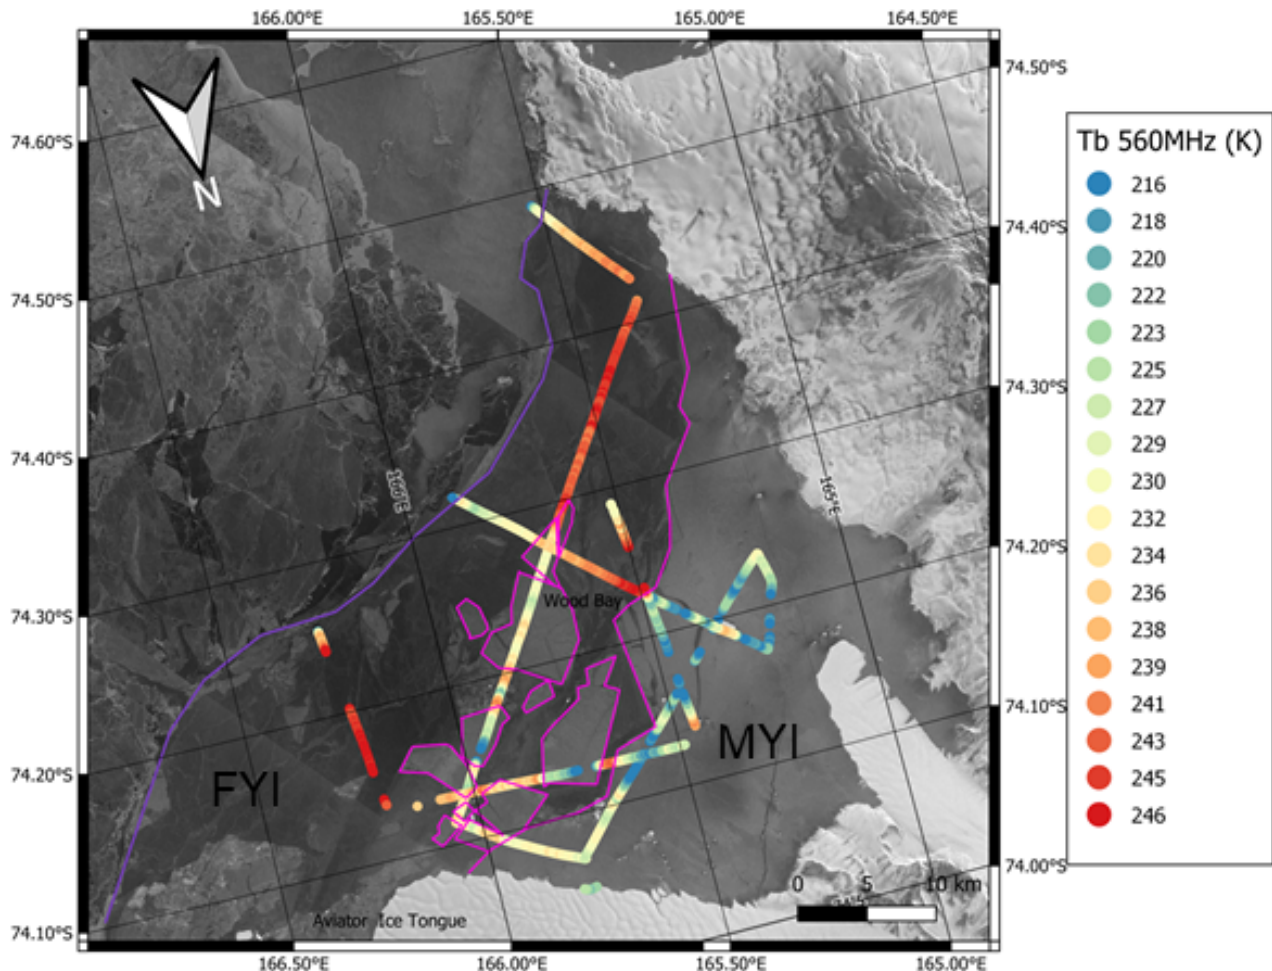 166.00°E 165.50°E 165.00°E 164.50°E
74.50°S
74.60°S
N
74.40°S
74.50°S
74.30°S
74.40°S
166°E
165°E
74.20°S
Wood Bay
74.30°S
74.10°S
MYI
74.20°S
FYI
74.00°S
0 5 10 km
Aviator Ice Tongue
74.10°S
166.50°E 166.00°E 165.50°E 165.00°E
Tb 560MHz (K)
216
218
220
222
223
225
227
229
230
232
234
236
238
239
241
243
245
246